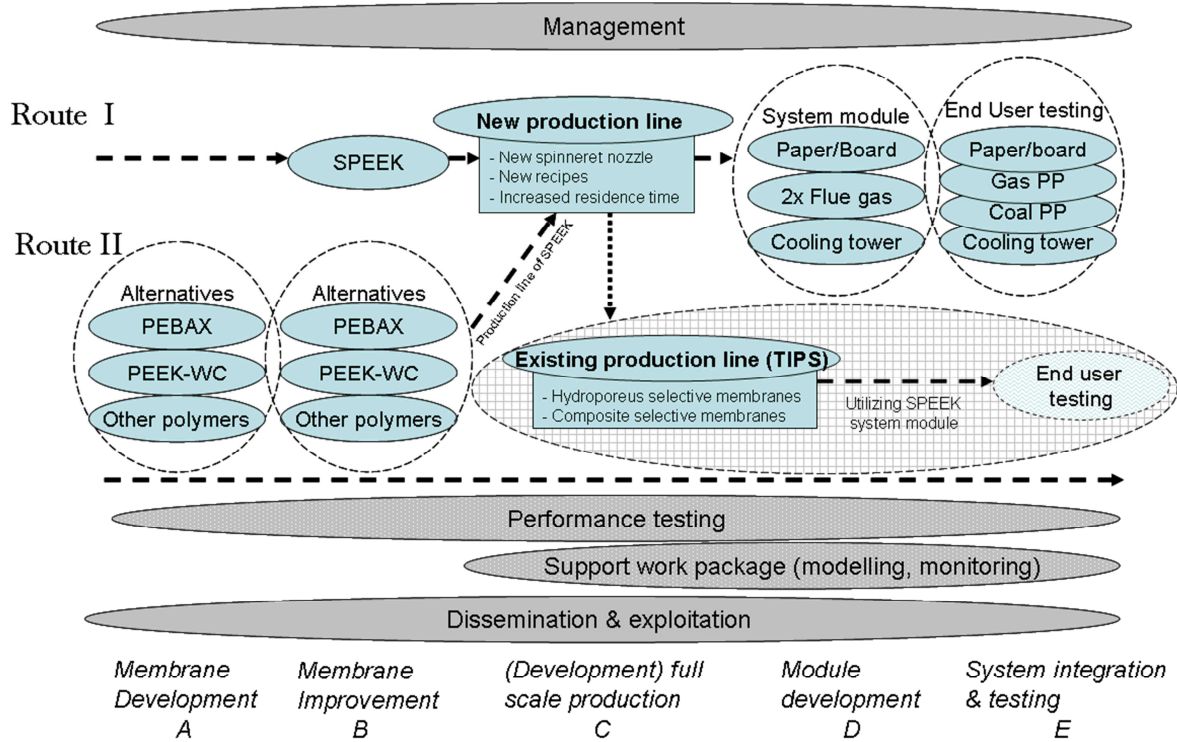 Management
Route I
SPEEK
New production line
- New spinneret nozzle
- New recipes
- Increased residence time
System module
Paper/Board
2x Flue gas
Cooling tower
End User testing
Paper/board
Gas PP
Coal PP
Cooling tower
Route II
Alternatives
PEBAX
PEEK-WC
Other polymers
Alternatives
PEBAX
PEEK-WC
Other polymers
Production line of SPEEK
Existing production line (TIPS)
- Hydroporeus selective membranes
- Composite selective membranes
Utilizing SPEEK
system module
End user
testing
Performance testing
Support work package (modelling, monitoring)
Dissemination & exploitation
Membrane
Development
A
Membrane
Improvement
B
(Development) full
scale production
C
Module
development
D
System integration
& testing
E